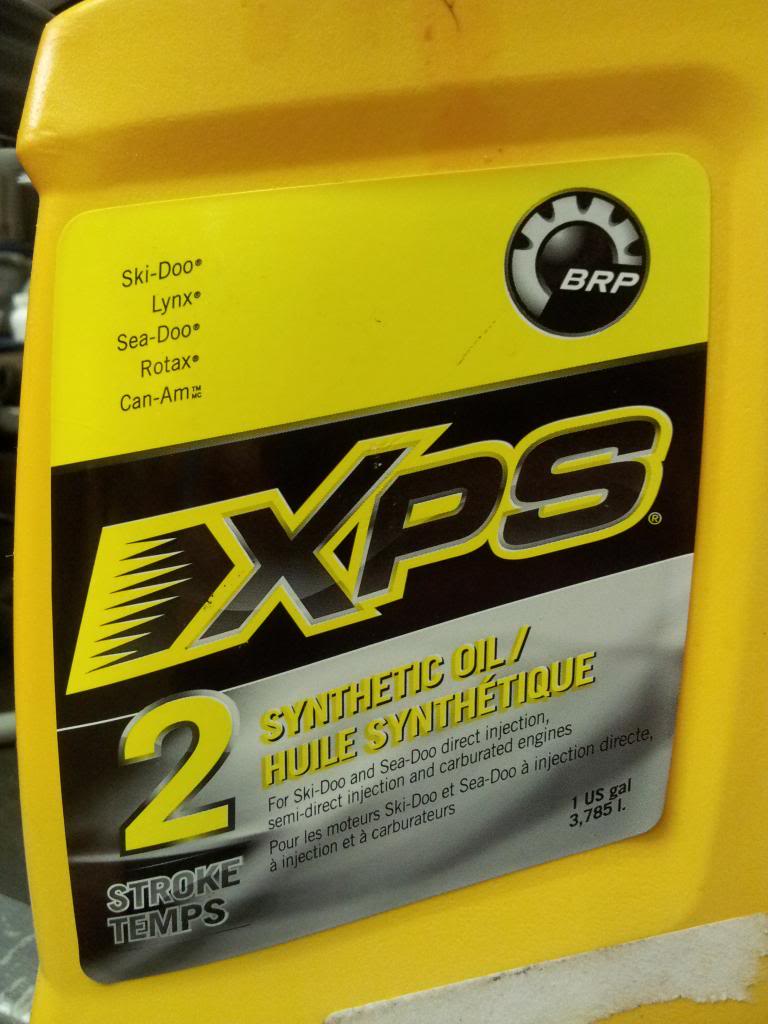 Ski-Doo®
Lynx®
Sea-Doo®
Rotax®
Can-Am™ MC
BRP
XPS®
2
STROKE
TEMPS
SYNTHETIC OIL/
HUILE SYNTHÉTIQUE
For Ski-Doo and Sea-Doo direct injection,
semi-direct injection and carburated engines
Pour les moteurs Ski-Doo et Sea-Doo à injection directe,
à injection et à carburateurs
1 US gal
3,785 l.